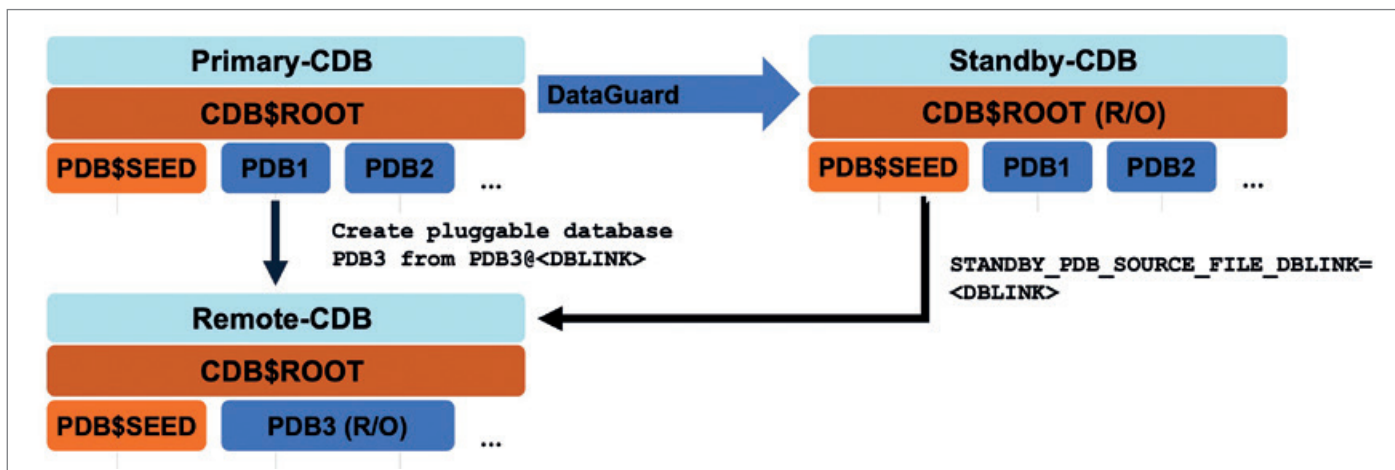 Primary-CDB
CDB$ROOT
PDB$SEED
PDB1
PDB2
...
DataGuard
Standby-CDB
CDB$ROOT (R/O)
PDB$SEED
PDB1
PDB2
...
Create pluggable database
PDB3 from PDB3@<DBLINK>
STANDBY_PDB_SOURCE_FILE_DBLINK=
<DBLINK>
Remote-CDB
CDB$ROOT
PDB$SEED
PDB3 (R/O)
...